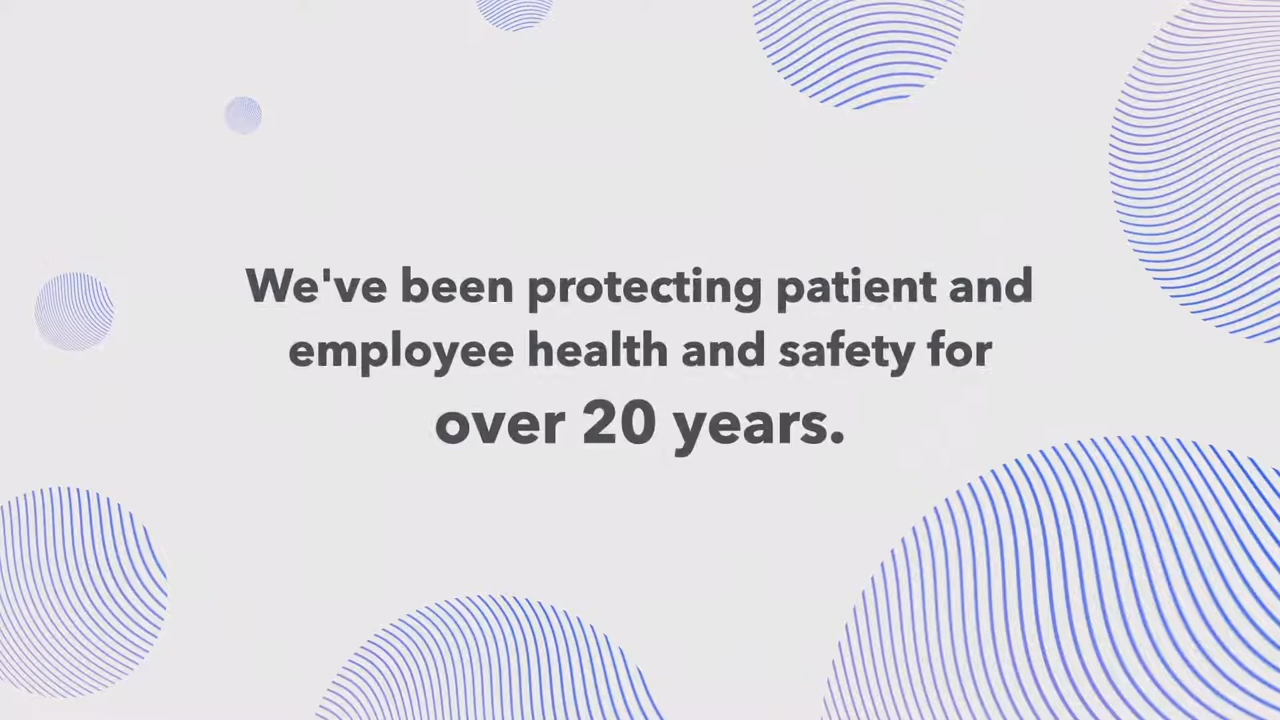 We've been protecting patient and
employee health and safety for
over 20 years.